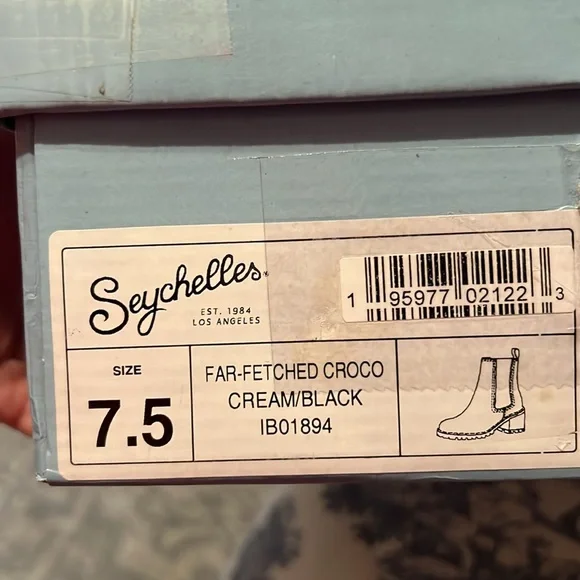 Seychelles
EST. 1984
LOS ANGELES
1 95977 02122 3
SIZE
7.5
FAR-FETCHED CROCO
CREAM/BLACK
IB01894